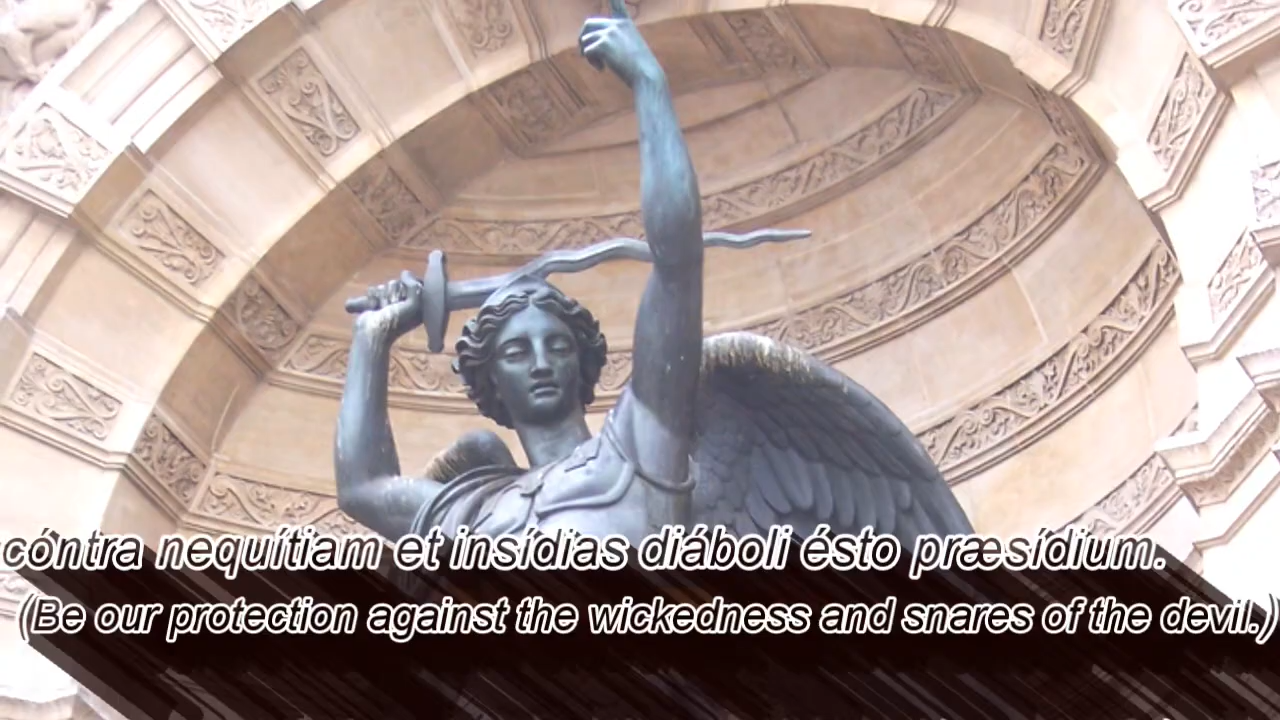 cóntra nequítiam et insídias diáboli ésto præsídium.
(Be our protection against the wickedness and snares of the devil.)